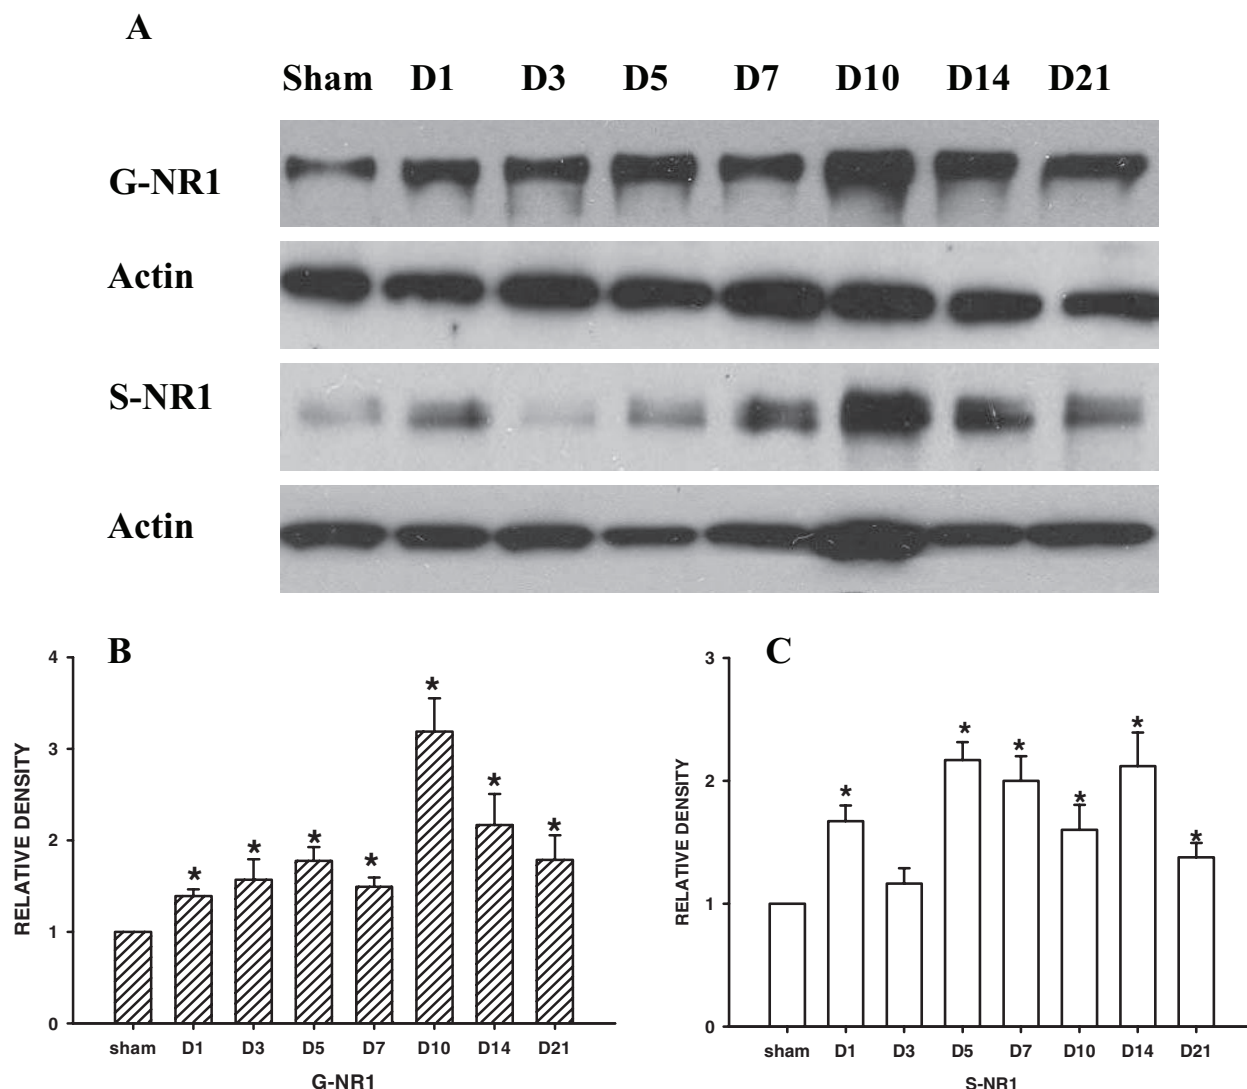 A
Sham D1 D3 D5 D7 D10 D14 D21
G-NR1
Actin
S-NR1
Actin
B
4
3
2
1
0
RELATIVE DENSITY
* * * * * * *
sham D1 D3 D5 D7 D10 D14 D21
G-NR1
C
3
2
1
0
RELATIVE DENSITY
* * * * * *
sham D1 D3 D5 D7 D10 D14 D21
S-NR1